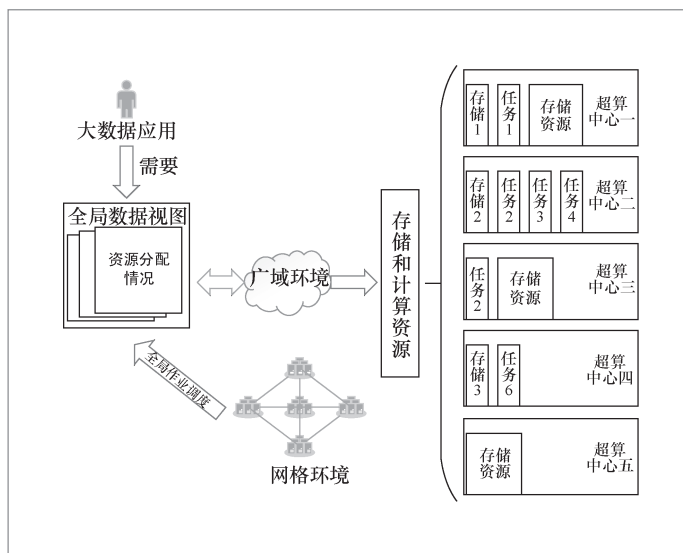 大数据应用
需要
全局数据视图
资源分配
情况
广域环境
全局作业调度
网格环境
存储和计算资源
存储1
任务1
存储
资源
超算
中心一
存储2
任务2
任务3
任务4
超算
中心二
任务2
存储
资源
超算
中心三
存储3
任务6
超算
中心四
存储
资源
超算
中心五